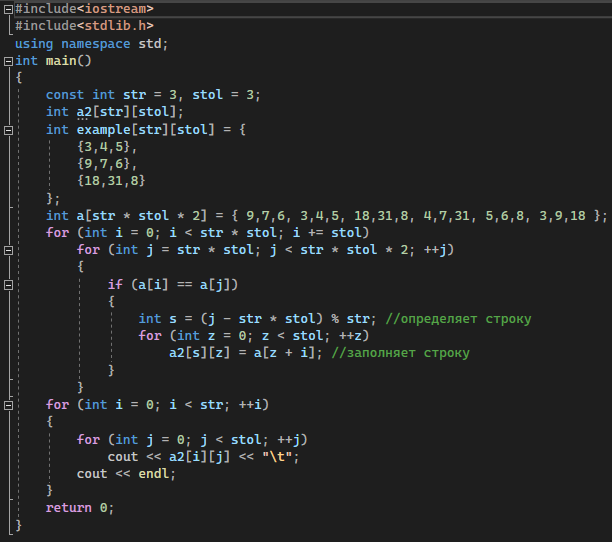 #include<iostream>
#include<stdlib.h>
using namespace std;
int main()
{
    const int str = 3, stol = 3;
    int a2[str][stol];
    int example[str][stol] = {
        {3,4,5},
        {9,7,6},
        {18,31,8}
    };
    int a[str * stol * 2] = { 9,7,6, 3,4,5, 18,31,8, 4,7,31, 5,6,8, 3,9,18 };
    for (int i = 0; i < str * stol; i += stol)
        for (int j = str * stol; j < str * stol * 2; ++j)
        {
            if (a[i] == a[j])
            {
                int s = (j - str * stol) % str; //определяет строку
                for (int z = 0; z < stol; ++z)
                    a2[s][z] = a[z + i]; //заполняет строку
            }
        }
    for (int i = 0; i < str; ++i)
    {
        for (int j = 0; j < stol; ++j)
            cout << a2[i][j] << "\t";
        cout << endl;
    }
    return 0;
}